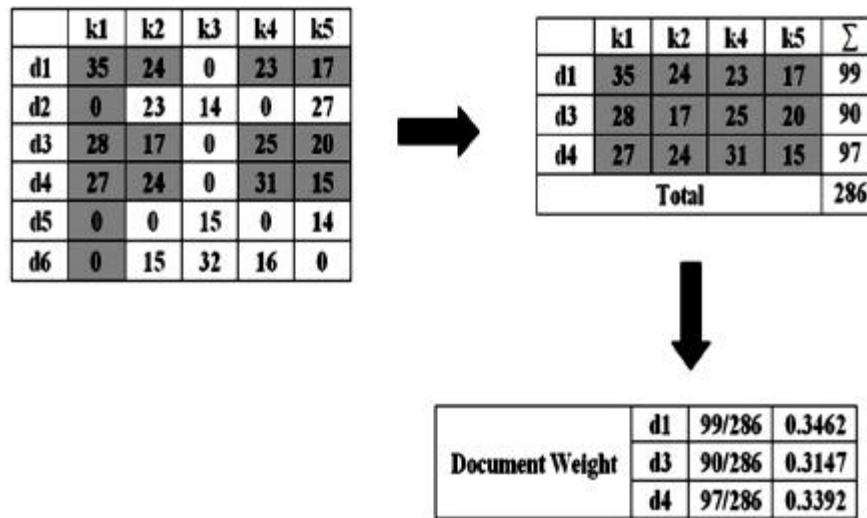 k1 k2 k3 k4 k5
d1 35 24 0 23 17
d2 0 23 14 0 27
d3 28 17 0 25 20
d4 27 24 0 31 15
d5 0 0 15 0 14
d6 0 15 32 16 0
k1 k2 k4 k5 ∑
d1 35 24 23 17 99
d3 28 17 25 20 90
d4 27 24 31 15 97
Total 286
Document Weight
d1 99/286 0.3462
d3 90/286 0.3147
d4 97/286 0.3392